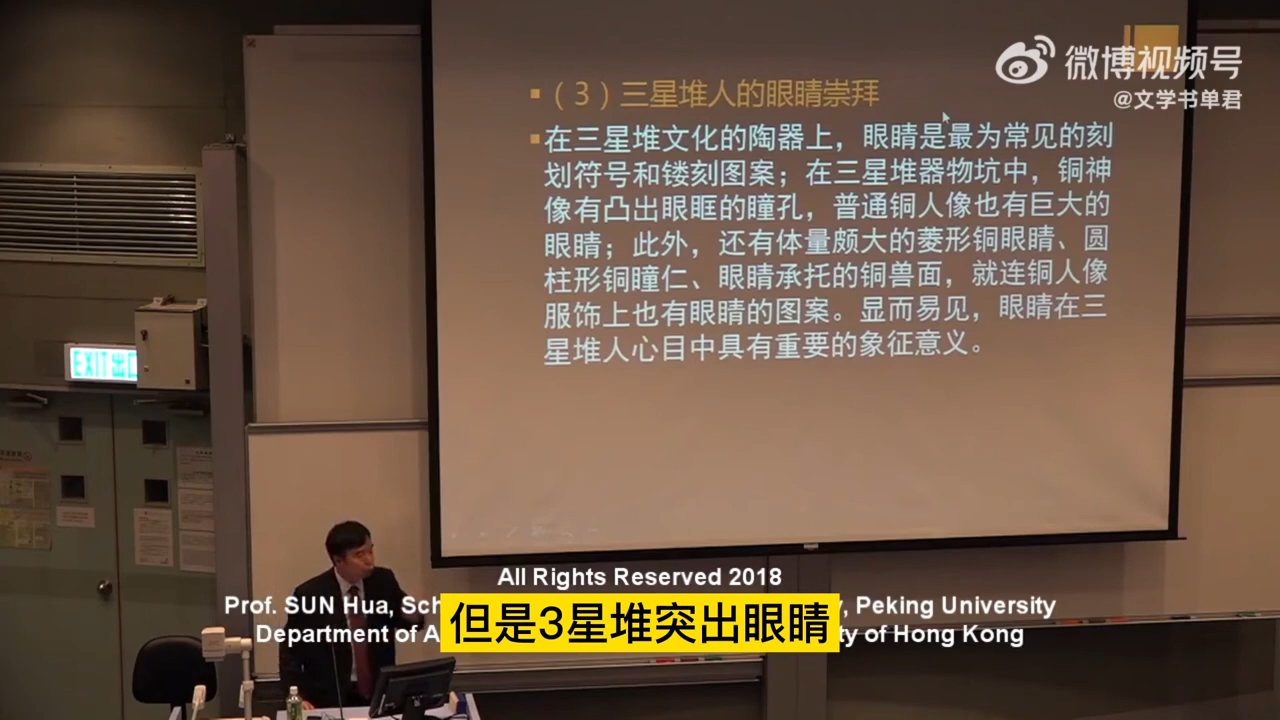 微博视频号
@文学书单君
（3）三星堆人的眼睛崇拜
在三星堆文化的陶器上，眼睛是最为常见的刻
划符号和镂刻图案；在三星堆器物坑中，铜神
像有凸出眼眶的瞳孔，普通铜人像也有巨大的
眼睛；此外，还有体量颇大的菱形铜眼睛、圆
柱形铜瞳仁、眼睛承托的铜兽面，就连铜人像
服饰上也有眼睛的图案。显而易见，眼睛在三
星堆人心目中具有重要的象征意义。
EXIT 出口
All Rights Reserved 2018
Prof. SUN Hua, Peking University
Department of of Hong Kong
但是3星堆突出眼睛